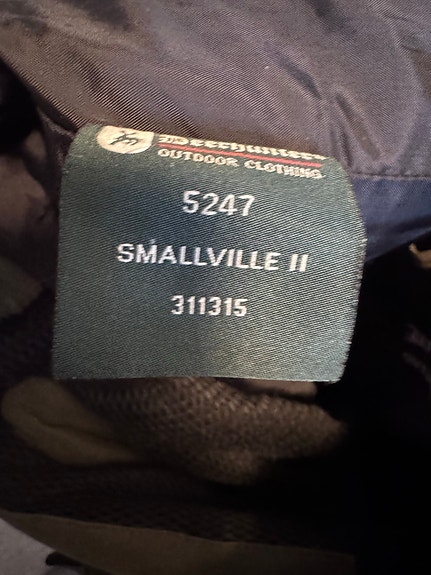 Deerhunter
OUTDOOR CLOTHING
5247
SMALLVILLE II
311315